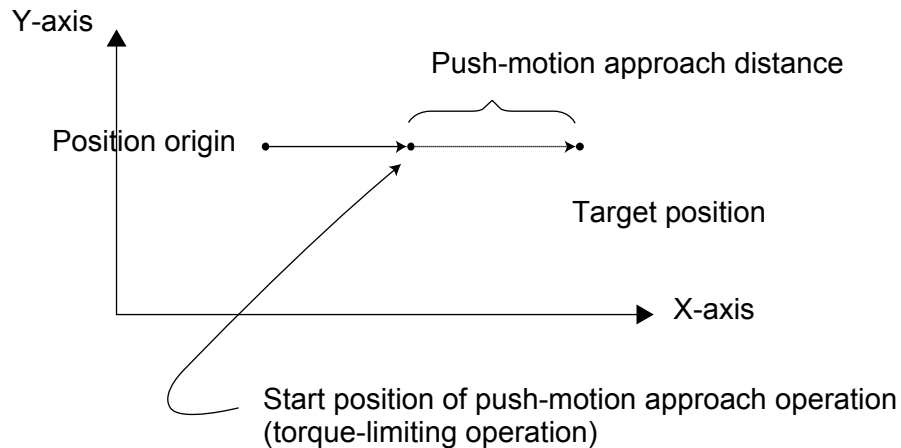 Y-axis
Push-motion approach distance
Position origin
Target position
X-axis
Start position of push-motion approach operation
(torque-limiting operation)